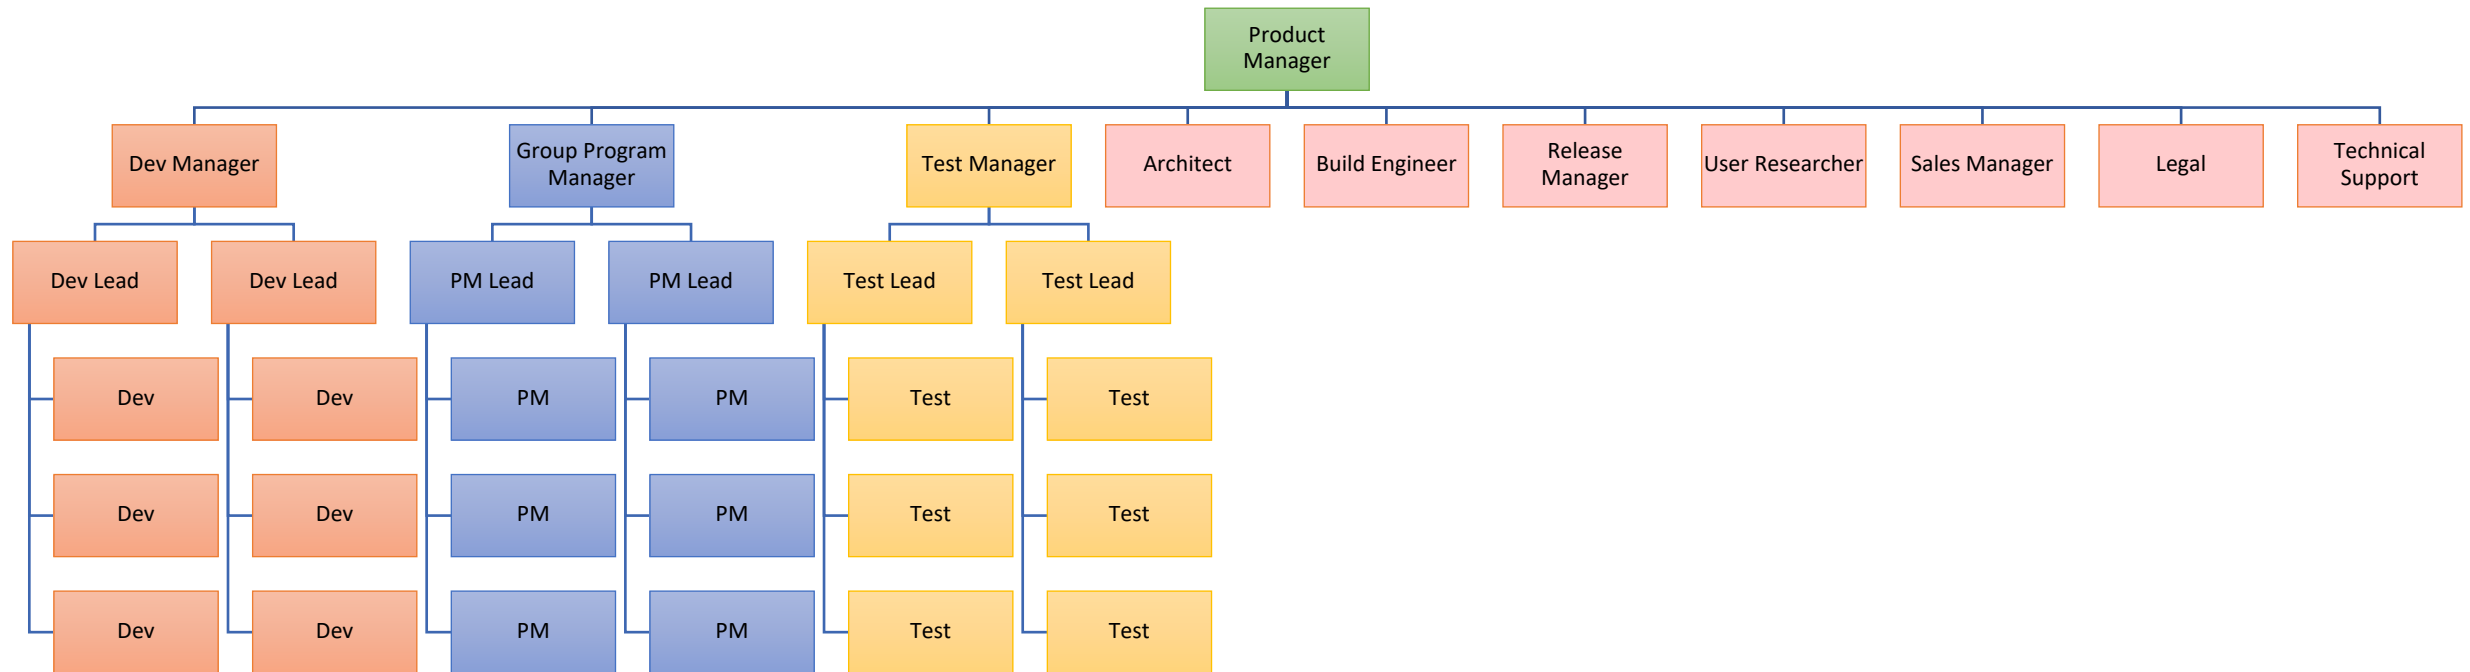 Product
Manager
Dev Manager
Group Program
Manager
Test Manager
Architect
Build Engineer
Release
Manager
User Researcher
Sales Manager
Legal
Technical
Support
Dev Lead
Dev Lead
PM Lead
PM Lead
Test Lead
Test Lead
Dev
Dev
PM
PM
Test
Test
Dev
Dev
PM
PM
Test
Test
Dev
Dev
PM
PM
Test
Test